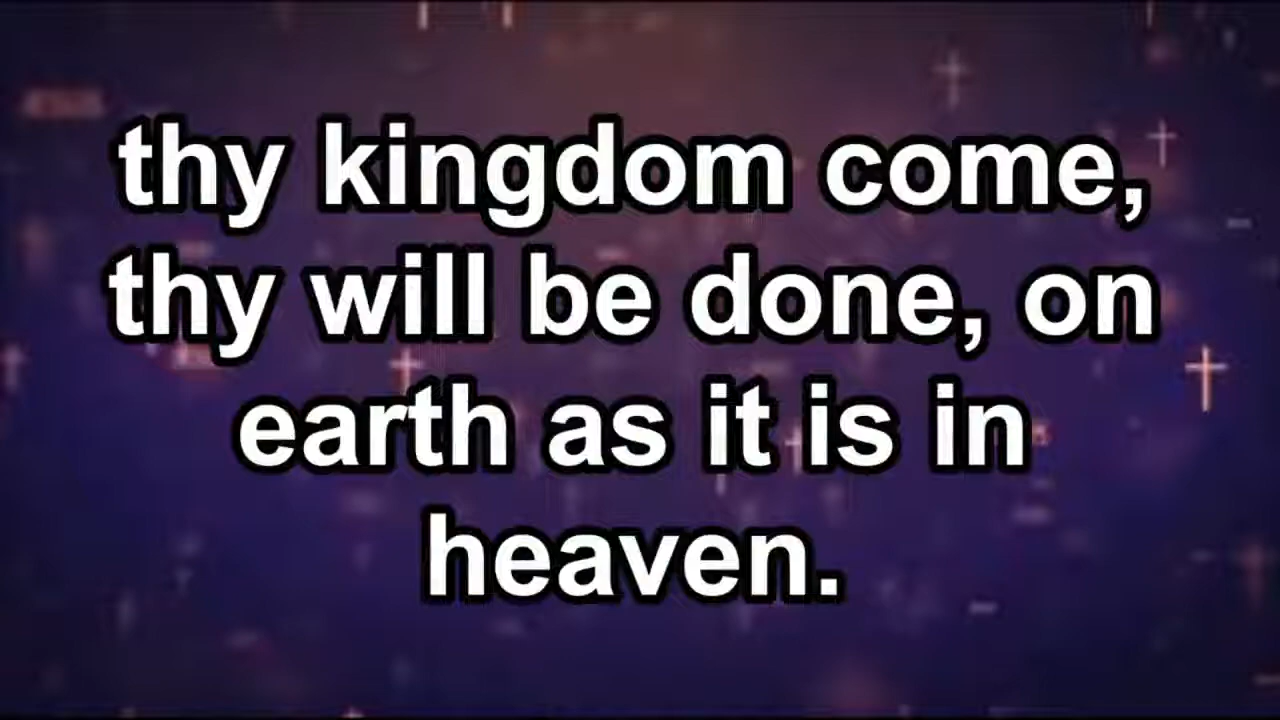 thy kingdom come,
thy will be done, on
earth as it is in
heaven.